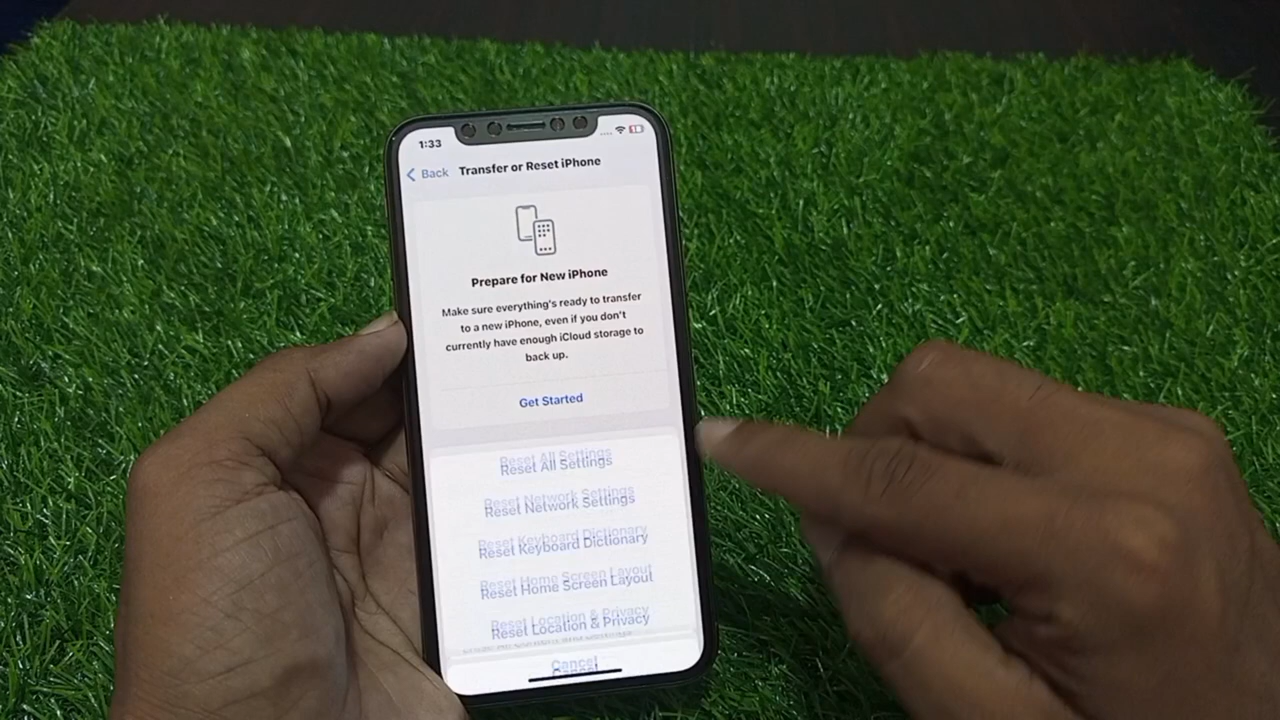 1:33
Back Transfer or Reset iPhone
Prepare for New iPhone
Make sure everything's ready to transfer
to a new iPhone, even if you don't
currently have enough iCloud storage to
back up.
Get Started
Reset All Settings
Reset Network Settings
Reset Keyboard Dictionary
Reset Home Screen Layout
Reset Location & Privacy
Cancel